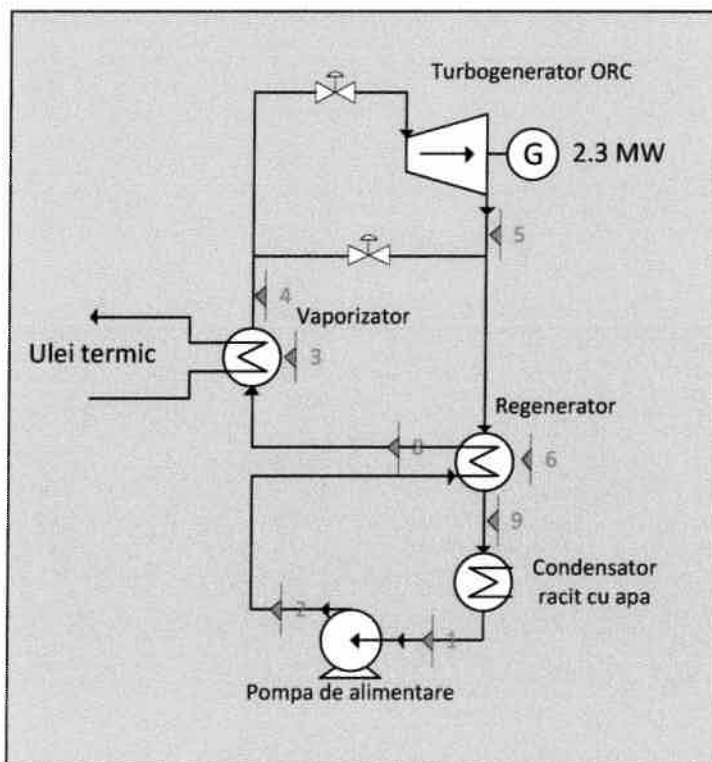 Turbogenerator ORC
G
2.3 MW
5
4
Vaporizator
Ulei termic
3
Regenerator
0
6
9
Condensator
racit cu apa
2
1
Pompa de alimentare